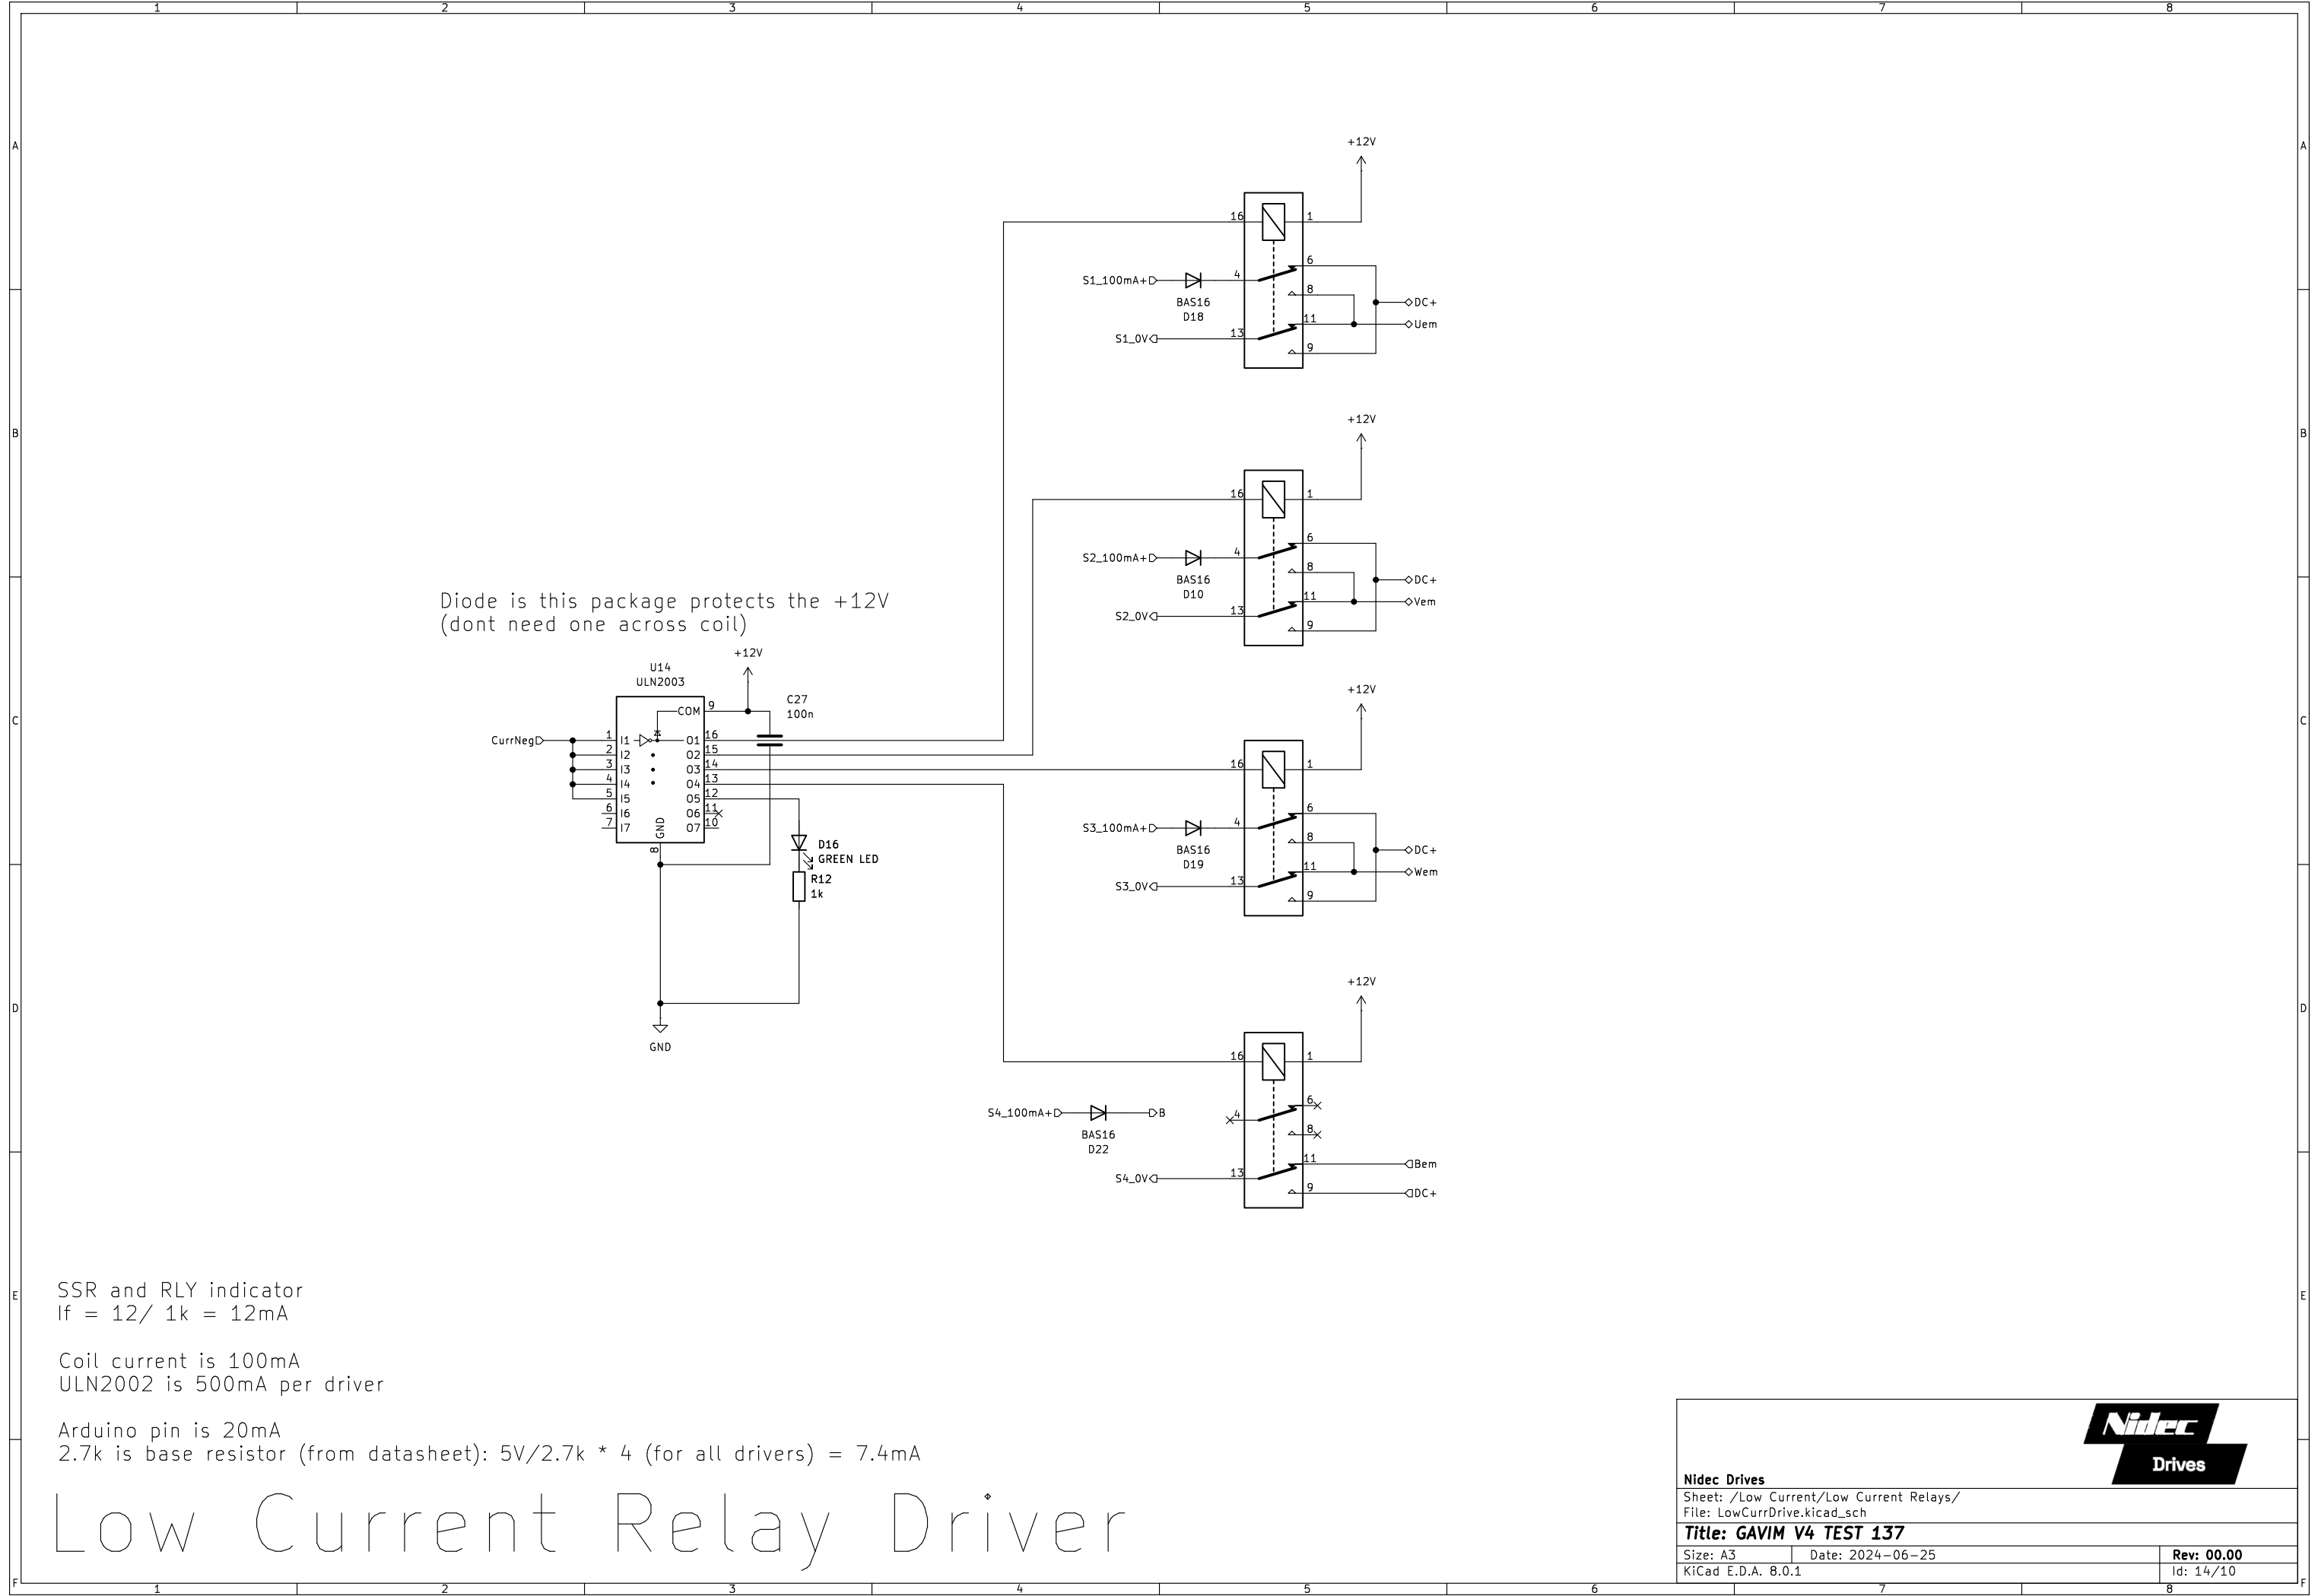 1 2 3 4 5 6 7 8
A A
B B
C C
D D
E E
F F
+12V
16 1
6
S1_100mA+ 4
8
BAS16
D18
DC+
11 Uem
S1_0V 13
9
+12V
16 1
6
S2_100mA+ 4
8
BAS16
D10
DC+
11 Vem
S2_0V 13
9
Diode is this package protects the +12V
(dont need one across coil)
+12V
U14
ULN2003
C27
100n
COM 9
CurrNeg
1 I1 O1 16
2 I2 O2 15
3 I3 O3 14
4 I4 O4 13
5 I5 O5 12
6 I6 O6 11
7 I7 O7 10
GND
8
D16
GREEN LED
R12
1k
GND
+12V
16 1
6
S3_100mA+ 4
8
BAS16
D19
DC+
11 Wem
S3_0V 13
9
+12V
16 1
6
S4_100mA+ B
4
8
BAS16
D22
11 Bem
S4_0V 13
9 DC+
SSR and RLY indicator
If = 12/ 1k = 12mA
Coil current is 100mA
ULN2002 is 500mA per driver
Arduino pin is 20mA
2.7k is base resistor (from datasheet): 5V/2.7k * 4 (for all drivers) = 7.4mA
Low Current Relay Driver
Nidec
Drives
Nidec Drives
Sheet: /Low Current/Low Current Relays/
File: LowCurrDrive.kicad_sch
Title: GAVIM V4 TEST 137
Size: A3 Date: 2024-06-25 Rev: 00.00
KiCad E.D.A. 8.0.1 Id: 14/10
1 2 3 4 5 6 7 8